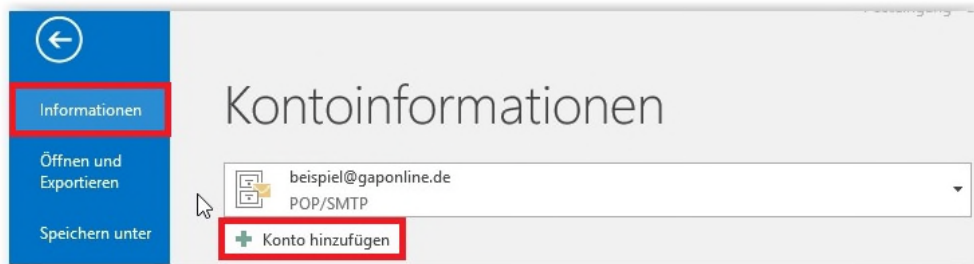 Informationen
Öffnen und
Exportieren
Speichern unter
Kontoinformationen
beispiel@gaponline.de
POP/SMTP
Konto hinzufügen